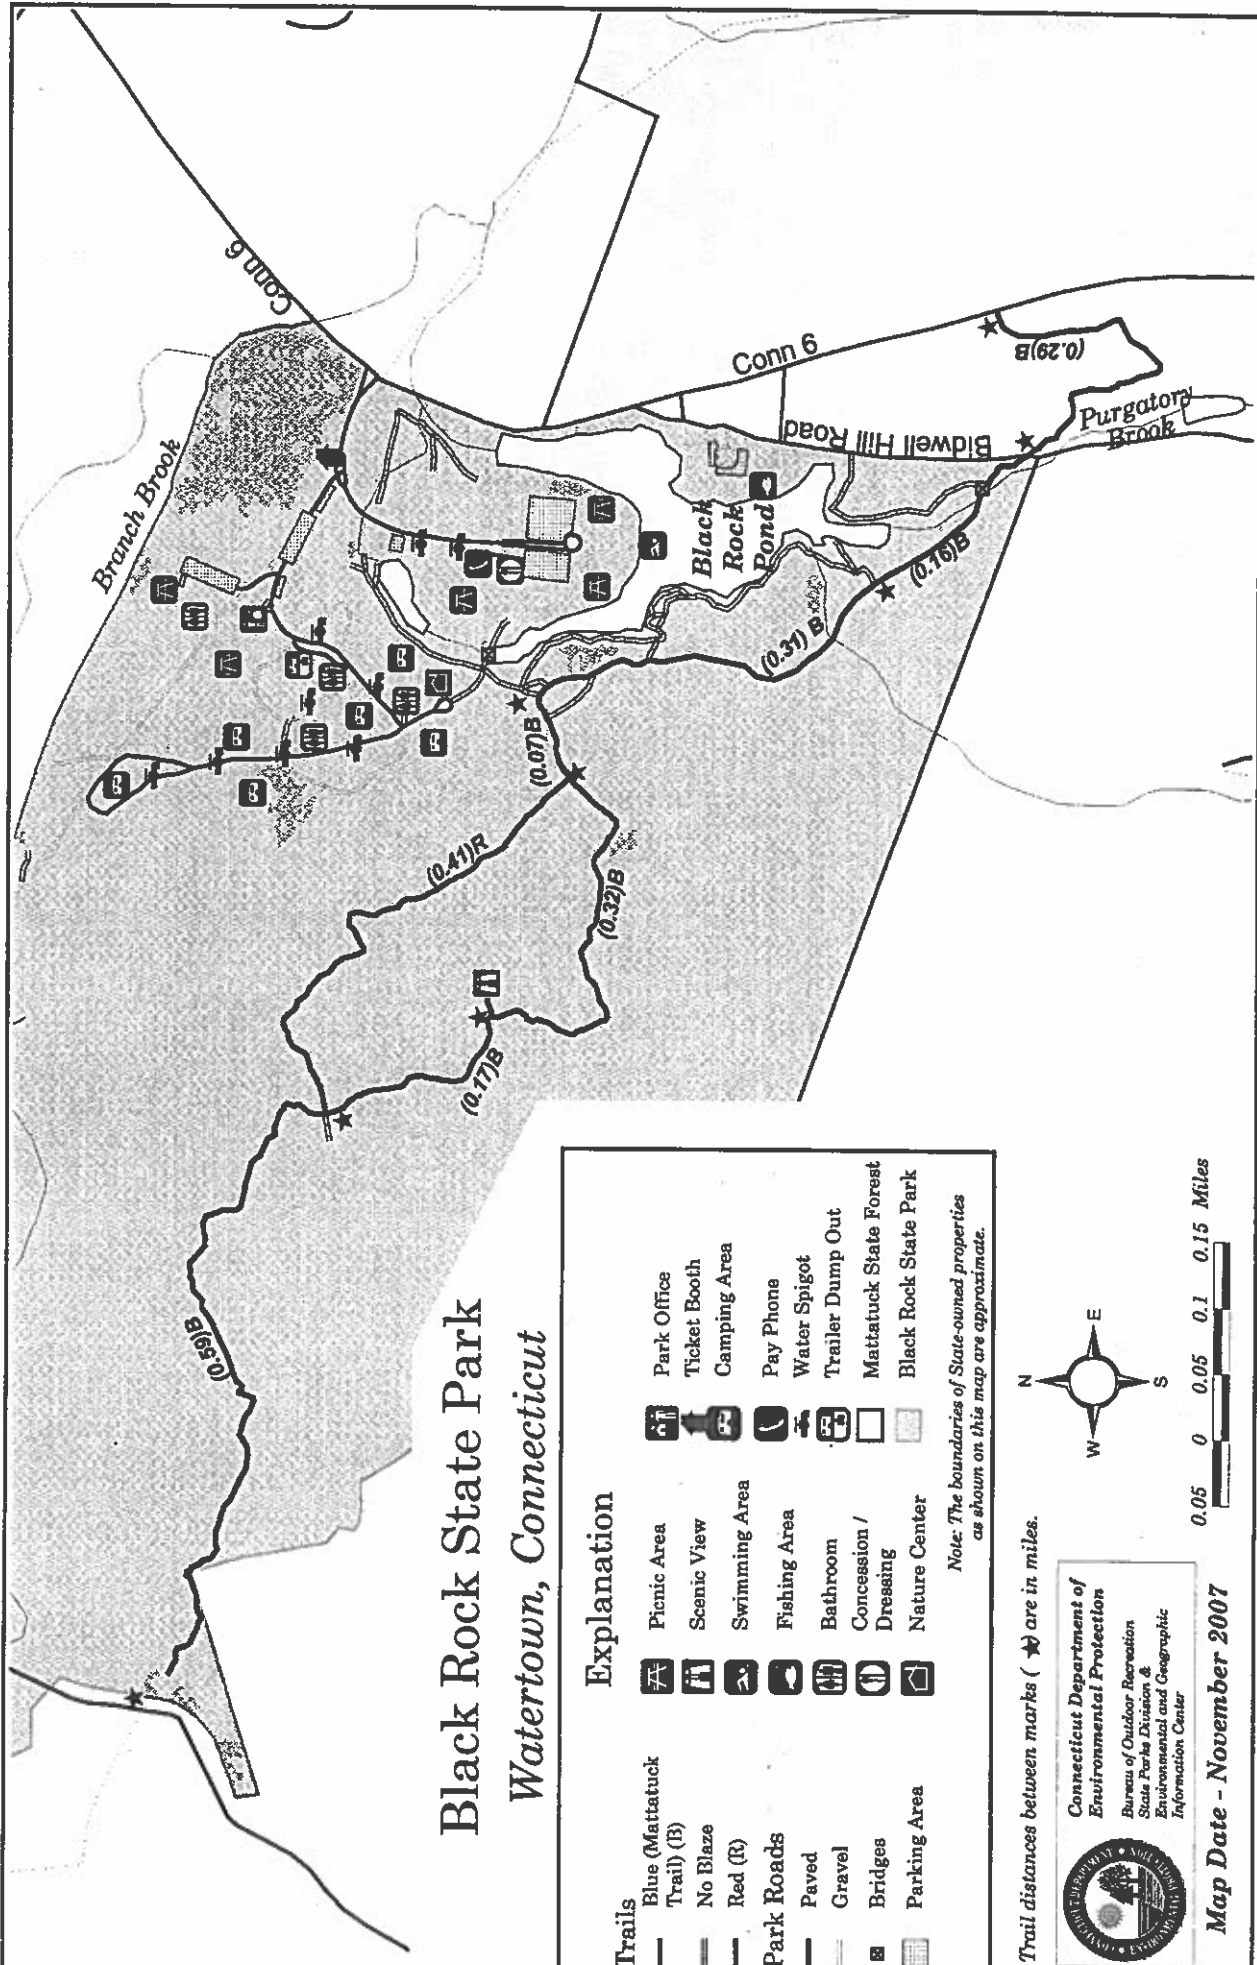 Black Rock State Park
Watertown, Connecticut
Explanation
Trails
Blue (Mattatuck
Trail) (B)
No Blaze
Red (R)
Park Roads
Paved
Gravel
Bridges
Parking Area
Picnic Area
Scenic View
Swimming Area
Fishing Area
Bathroom
Concession /
Dressing
Nature Center
Park Office
Ticket Booth
Camping Area
Pay Phone
Water Spigot
Trailer Dump Out
Mattatuck State Forest
Black Rock State Park
Note: The boundaries of State-owned properties
as shown on this map are approximate.
Trail distances between marks ( ★ ) are in miles.
Connecticut Department of
Environmental Protection
Bureau of Outdoor Recreation
State Parks Division &
Environmental and Geographic
Information Center
Map Date - November 2007
N
W
E
S
0.05 0 0.05 0.1 0.15 Miles
(0.59)B
(0.17)B
(0.41)R
(0.32)B
(0.07)B
(0.31) B
(0.16)B
(0.29)B
Branch Brook
Conn 6
Conn 6
Black
Rock
Pond
Bidwell Hill Road
Purgatory
Brook